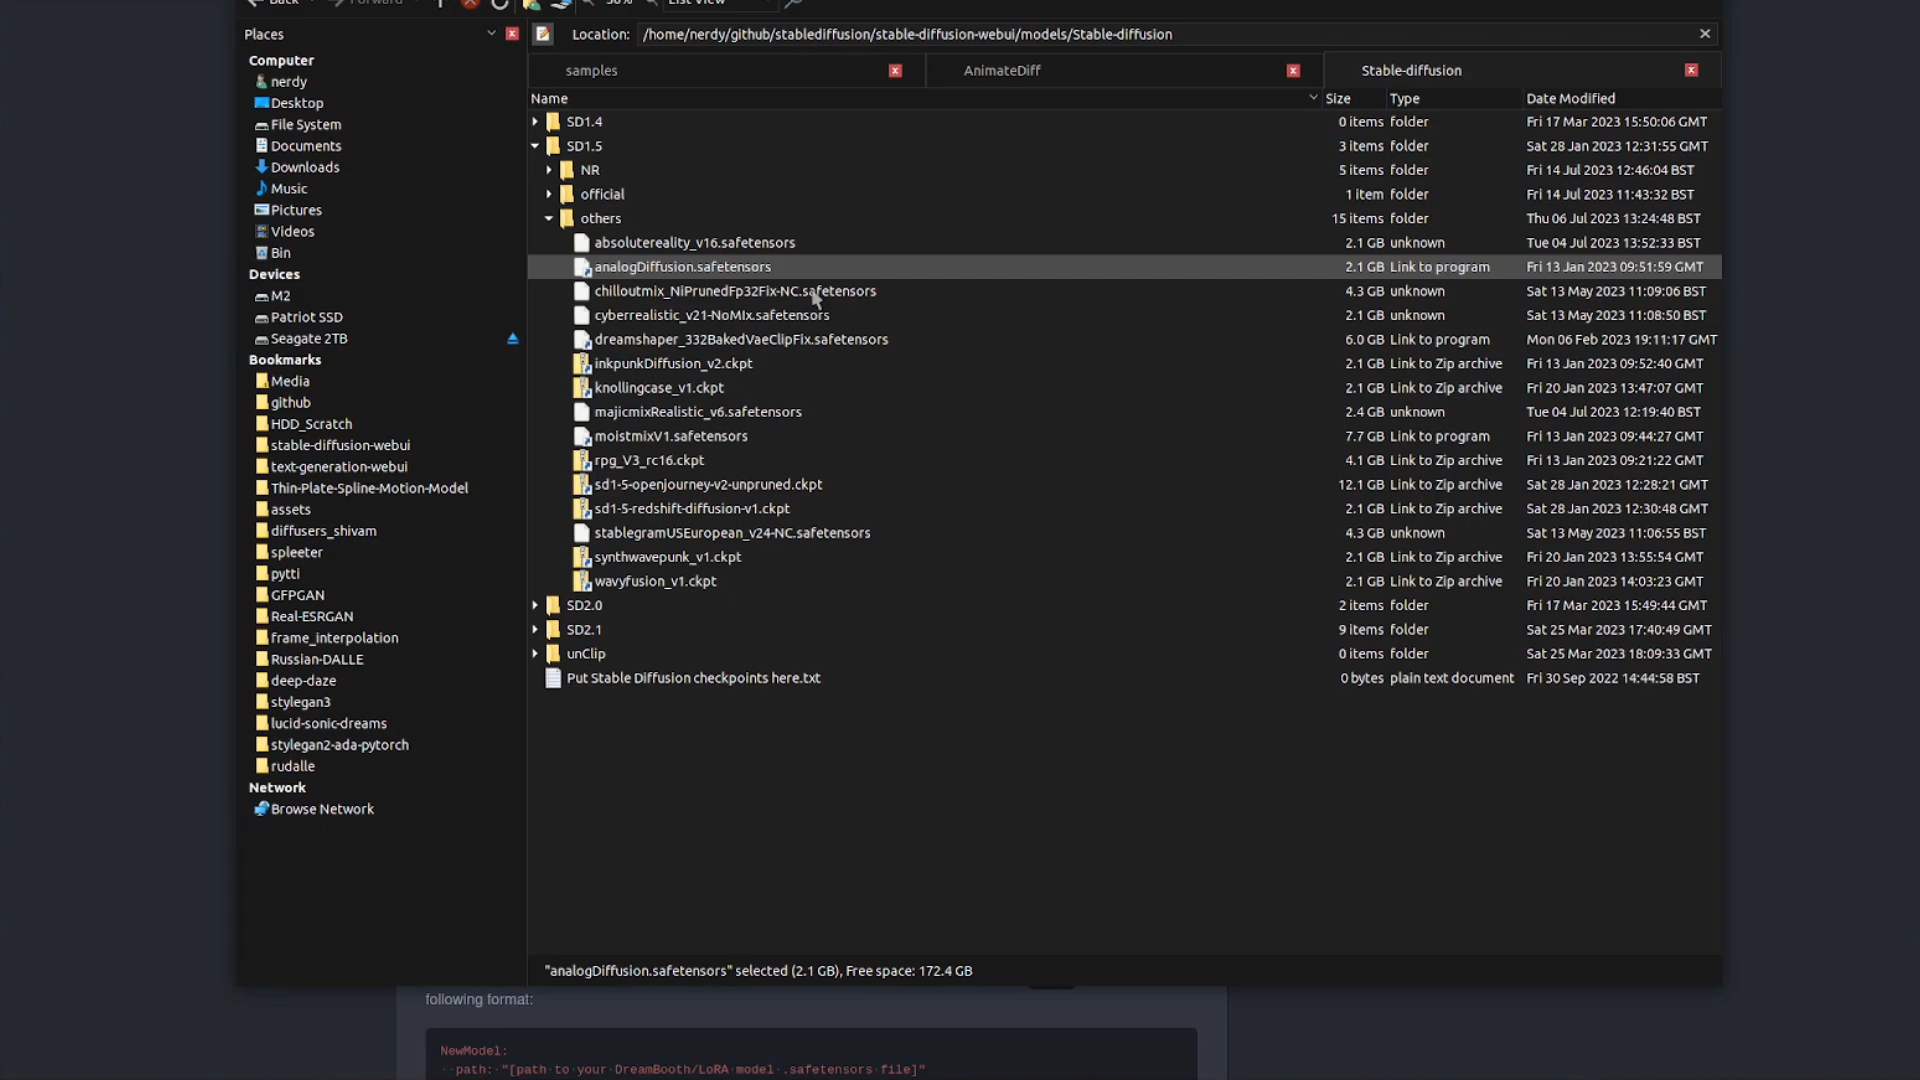 Back
Forward
50%
List View
Places
Location: /home/nerdy/github/stablediffusion/stable-diffusion-webui/models/Stable-diffusion
Computer
nerdy
Desktop
File System
Documents
Downloads
Music
Pictures
Videos
Bin
Devices
M2
Patriot SSD
Seagate 2TB
Bookmarks
Media
github
HDD_Scratch
stable-diffusion-webui
text-generation-webui
Thin-Plate-Spline-Motion-Model
assets
diffusers_shivam
spleeter
pytti
GFPGAN
Real-ESRGAN
frame_interpolation
Russian-DALLE
deep-daze
stylegan3
lucid-sonic-dreams
stylegan2-ada-pytorch
rudalle
Network
Browse Network
samples AnimateDiff Stable-diffusion
Name Size Type Date Modified
SD1.4 0 items folder Fri 17 Mar 2023 15:50:06 GMT
SD1.5 3 items folder Sat 28 Jan 2023 12:31:55 GMT
NR 5 items folder Fri 14 Jul 2023 12:46:04 BST
official 1 item folder Fri 14 Jul 2023 11:43:32 BST
others 15 items folder Thu 06 Jul 2023 13:24:48 BST
absolutereality_v16.safetensors 2.1 GB unknown Tue 04 Jul 2023 13:52:33 BST
analogDiffusion.safetensors 2.1 GB Link to program Fri 13 Jan 2023 09:51:59 GMT
chilloutmix_NiPrunedFp32Fix-NC.safetensors 4.3 GB unknown Sat 13 May 2023 11:09:06 BST
cyberrealistic_v21-NoMIx.safetensors 2.1 GB unknown Sat 13 May 2023 11:08:50 BST
dreamshaper_332BakedVaeClipFix.safetensors 6.0 GB Link to program Mon 06 Feb 2023 19:11:17 GMT
inkpunkDiffusion_v2.ckpt 2.1 GB Link to Zip archive Fri 13 Jan 2023 09:52:40 GMT
knollingcase_v1.ckpt 2.1 GB Link to Zip archive Fri 20 Jan 2023 13:47:07 GMT
majicmixRealistic_v6.safetensors 2.4 GB unknown Tue 04 Jul 2023 12:19:40 BST
moistmixV1.safetensors 7.7 GB Link to program Fri 13 Jan 2023 09:44:27 GMT
rpg_V3_rc16.ckpt 4.1 GB Link to Zip archive Fri 13 Jan 2023 09:21:22 GMT
sd1-5-openjourney-v2-unpruned.ckpt 12.1 GB Link to Zip archive Sat 28 Jan 2023 12:28:21 GMT
sd1-5-redshift-diffusion-v1.ckpt 2.1 GB Link to Zip archive Sat 28 Jan 2023 12:30:48 GMT
stablegramUSEuropean_v24-NC.safetensors 4.3 GB unknown Sat 13 May 2023 11:06:55 BST
synthwavepunk_v1.ckpt 2.1 GB Link to Zip archive Fri 20 Jan 2023 13:55:54 GMT
wavyfusion_v1.ckpt 2.1 GB Link to Zip archive Fri 20 Jan 2023 14:03:23 GMT
SD2.0 2 items folder Fri 17 Mar 2023 15:49:44 GMT
SD2.1 9 items folder Sat 25 Mar 2023 17:40:49 GMT
unClip 0 items folder Sat 25 Mar 2023 18:09:33 GMT
Put Stable Diffusion checkpoints here.txt 0 bytes plain text document Fri 30 Sep 2022 14:44:58 BST
"analogDiffusion.safetensors" selected (2.1 GB), Free space: 172.4 GB
following format:
NewModel:
path: "[path to your DreamBooth/LoRA model .safetensors file]"